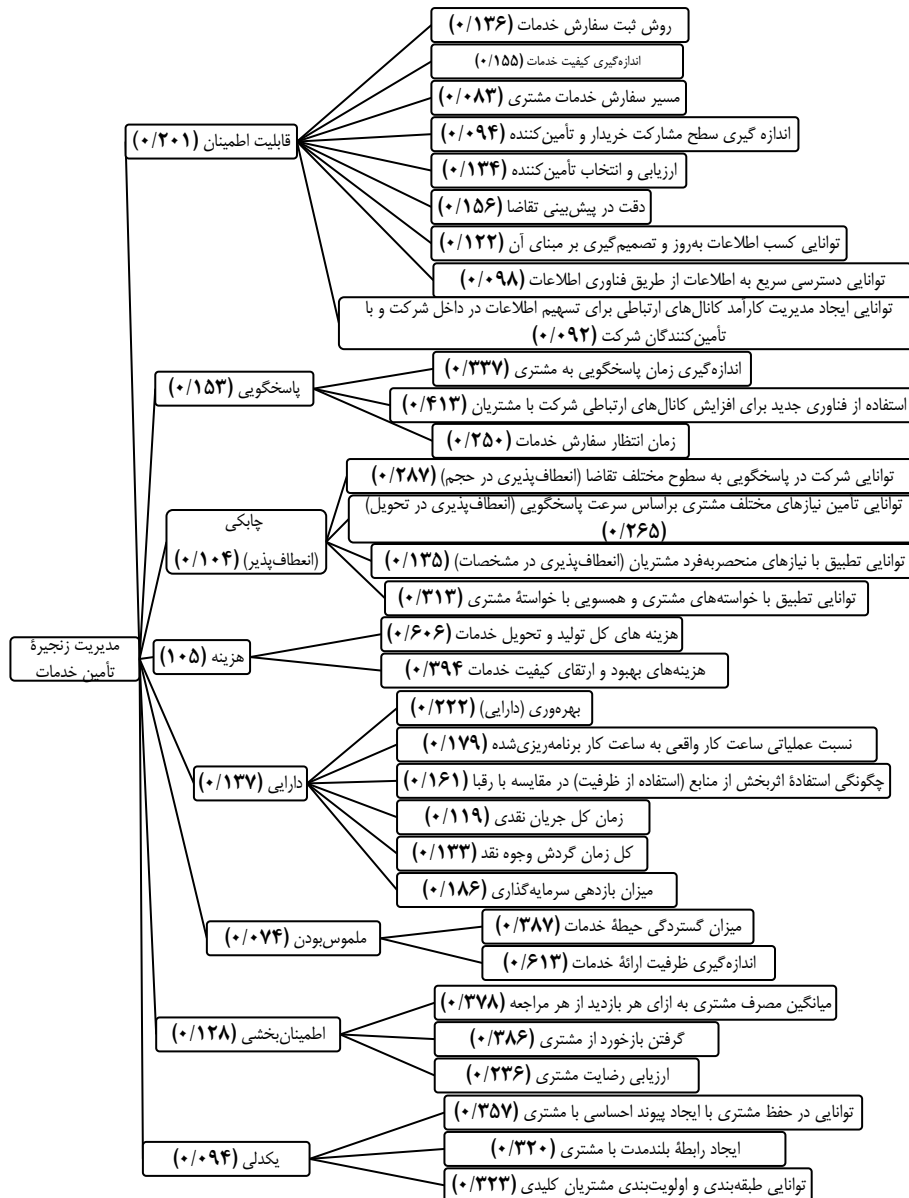 مدیریت زنجیرۀ
تأمین خدمات
قابلیت اطمینان (۰/۲۰۱)
روش ثبت سفارش خدمات (۰/۱۳۶)
اندازه‌گیری کیفیت خدمات (۰/۱۵۵)
مسیر سفارش خدمات مشتری (۰/۰۸۳)
اندازه گیری سطح مشارکت خریدار و تأمین‌کننده (۰/۰۹۴)
ارزیابی و انتخاب تأمین‌کننده (۰/۱۳۴)
دقت در پیش‌بینی تقاضا (۰/۱۵۶)
توانایی کسب اطلاعات به‌روز و تصمیم‌گیری بر مبنای آن (۰/۱۲۲)
توانایی دسترسی سریع به اطلاعات از طریق فناوری اطلاعات (۰/۰۹۸)
توانایی ایجاد مدیریت کارآمد کانال‌های ارتباطی برای تسهیم اطلاعات در داخل شرکت و با
تأمین‌کنندگان شرکت (۰/۰۹۲)
پاسخگویی (۰/۱۵۳)
اندازه‌گیری زمان پاسخگویی به مشتری (۰/۳۳۷)
استفاده از فناوری جدید برای افزایش کانال‌های ارتباطی شرکت با مشتریان (۰/۴۱۳)
زمان انتظار سفارش خدمات (۰/۲۵۰)
چابکی
(انعطاف‌پذیر) (۰/۱۰۴)
توانایی شرکت در پاسخگویی به سطوح مختلف تقاضا (انعطاف‌پذیری در حجم) (۰/۲۸۷)
توانایی تامین نیازهای مختلف مشتری براساس سرعت پاسخگویی (انعطاف‌پذیری در تحویل)
(۰/۲۶۵)
توانایی تطبیق با نیازهای منحصربه‌فرد مشتریان (انعطاف‌پذیری در مشخصات) (۰/۱۳۵)
توانایی تطبیق با خواسته‌های مشتری و همسویی با خواستۀ مشتری (۰/۳۱۳)
هزینه (۱۰۵)
هزینه های کل تولید و تحویل خدمات (۰/۶۰۶)
هزینه‌های بهبود و ارتقای کیفیت خدمات ۰/۳۹۴)
دارایی (۰/۱۳۷)
بهره‌وری (دارایی) (۰/۲۲۲)
نسبت عملیاتی ساعت کار واقعی به ساعت کار برنامه‌ریزی‌شده (۰/۱۷۹)
چگونگی استفادۀ اثربخش از منابع (استفاده از ظرفیت) در مقایسه با رقبا (۰/۱۶۱)
زمان کل جریان نقدی (۰/۱۱۹)
کل زمان گردش وجوه نقد (۰/۱۳۳)
میزان بازدهی سرمایه‌گذاری (۰/۱۸۶)
ملموس‌بودن (۰/۰۷۴)
میزان گستردگی حیطۀ خدمات (۰/۳۸۷)
اندازه‌گیری ظرفیت ارائۀ خدمات (۰/۶۱۳)
اطمینان‌بخشی (۰/۱۲۸)
میانگین مصرف مشتری به ازای هر بازدید از هر مراجعه (۰/۳۷۸)
گرفتن بازخورد از مشتری (۰/۳۸۶)
ارزیابی رضایت مشتری (۰/۲۳۶)
یکدلی (۰/۰۹۴)
توانایی در حفظ مشتری با ایجاد پیوند احساسی با مشتری (۰/۳۵۷)
ایجاد رابطۀ بلندمدت با مشتری (۰/۳۲۰)
توانایی طبقه‌بندی و اولویت‌بندی مشتریان کلیدی (۰/۳۲۳)